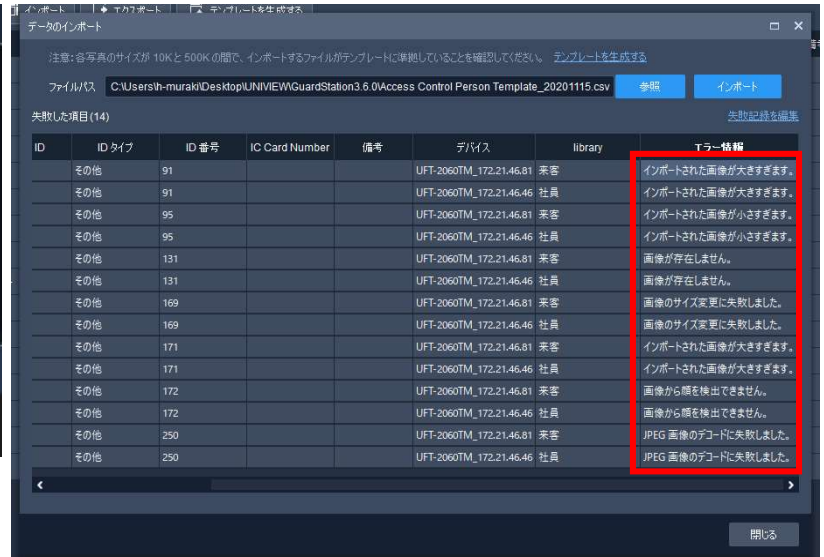 インポート エクスポート テンプレートを生成する
データのインポート
注意:各写真のサイズが 10Kと500Kの間で、インポートするファイルがテンプレートに準拠していることを確認してください。 テンプレートを生成する
ファイルパス C:\Users\h-muraki\Desktop\UNIVIEW\GuardStation3.6.0\Access Control Person Template_20201115.csv 参照 インポート
失敗した項目(14) 失敗記録を編集
ID ID タイプ ID 番号 IC Card Number 備考 デバイス library エラー情報
その他 91 UFT-2060TM_172.21.46.81 来客 インポートされた画像が大きすぎます。
その他 91 UFT-2060TM_172.21.46.46 社員 インポートされた画像が大きすぎます。
その他 95 UFT-2060TM_172.21.46.81 来客 インポートされた画像が小さすぎます。
その他 95 UFT-2060TM_172.21.46.46 社員 インポートされた画像が小さすぎます。
その他 131 UFT-2060TM_172.21.46.81 来客 画像が存在しません。
その他 131 UFT-2060TM_172.21.46.46 社員 画像が存在しません。
その他 169 UFT-2060TM_172.21.46.81 来客 画像のサイズ変更に失敗しました。
その他 169 UFT-2060TM_172.21.46.46 社員 画像のサイズ変更に失敗しました。
その他 171 UFT-2060TM_172.21.46.81 来客 インポートされた画像が大きすぎます。
その他 171 UFT-2060TM_172.21.46.46 社員 インポートされた画像が大きすぎます。
その他 172 UFT-2060TM_172.21.46.81 来客 画像から顔を検出できません。
その他 172 UFT-2060TM_172.21.46.46 社員 画像から顔を検出できません。
その他 250 UFT-2060TM_172.21.46.81 来客 JPEG 画像のデコードに失敗しました。
その他 250 UFT-2060TM_172.21.46.46 社員 JPEG 画像のデコードに失敗しました。
閉じる